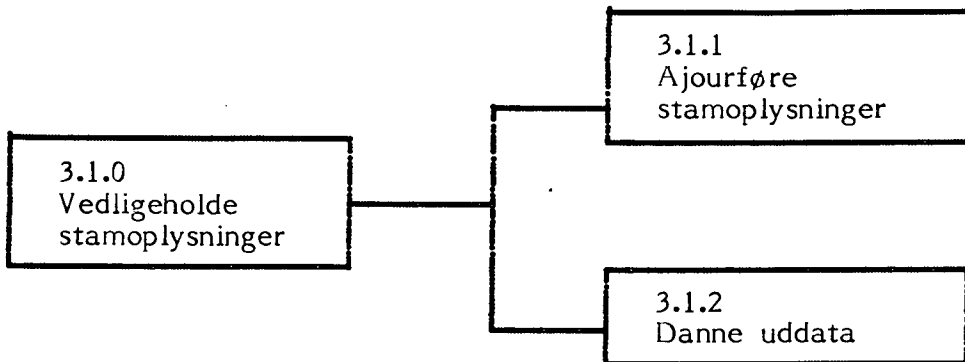 3.1.0
Vedligeholde
stamoplysninger
3.1.1
Ajourføre
stamoplysninger
3.1.2
Danne uddata